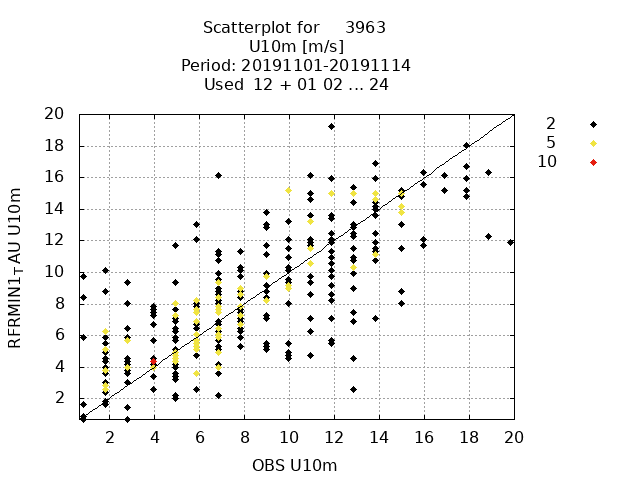 Scatterplot for 3963
U10m [m/s]
Period: 20191101-20191114
Used 12 + 01 02 ... 24
20
18
16
14
12
10
8
6
4
2
2 4 6 8 10 12 14 16 18 20
RFRMIN1_T AU U10m
OBS U10m
2
5
10